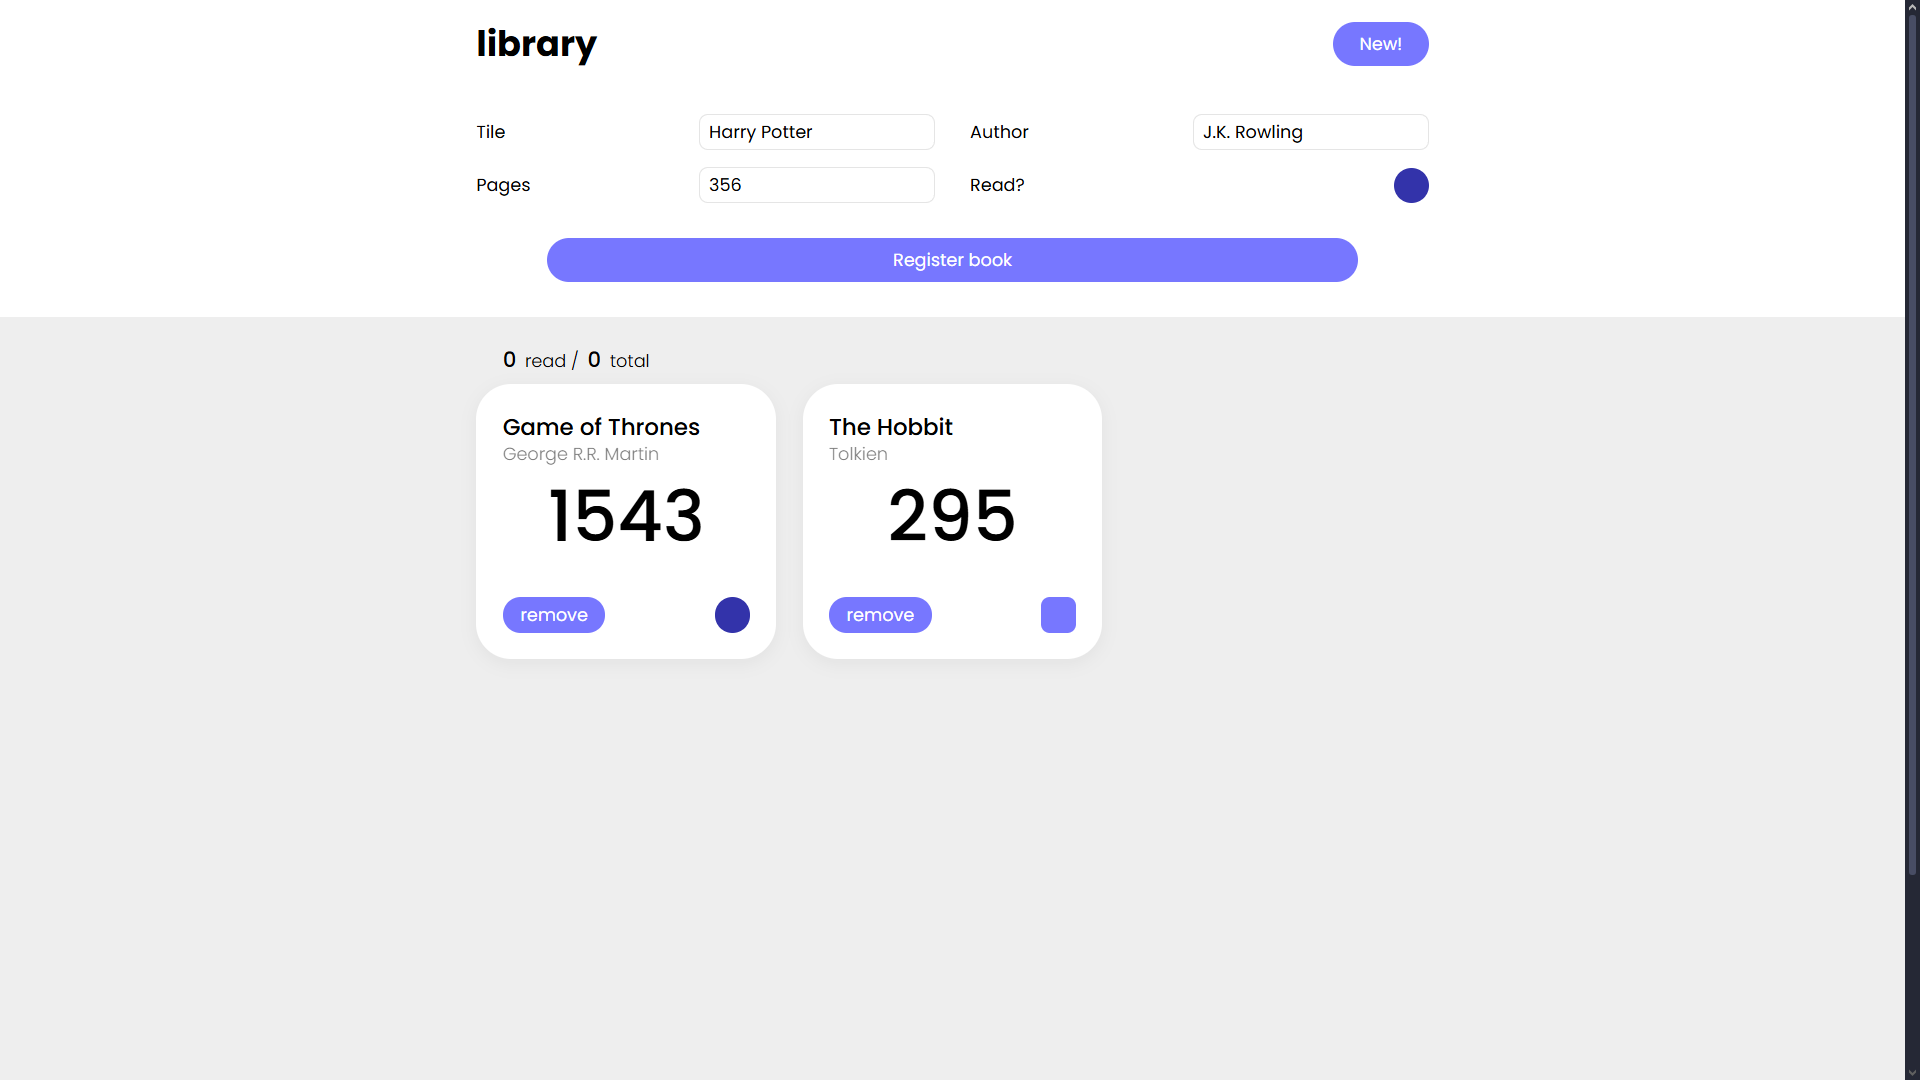 library
New!
Tile
Harry Potter
Author
J.K. Rowling
Pages
356
Read?
Register book
0 read / 0 total
Game of Thrones
George R.R. Martin
1543
remove
The Hobbit
Tolkien
295
remove